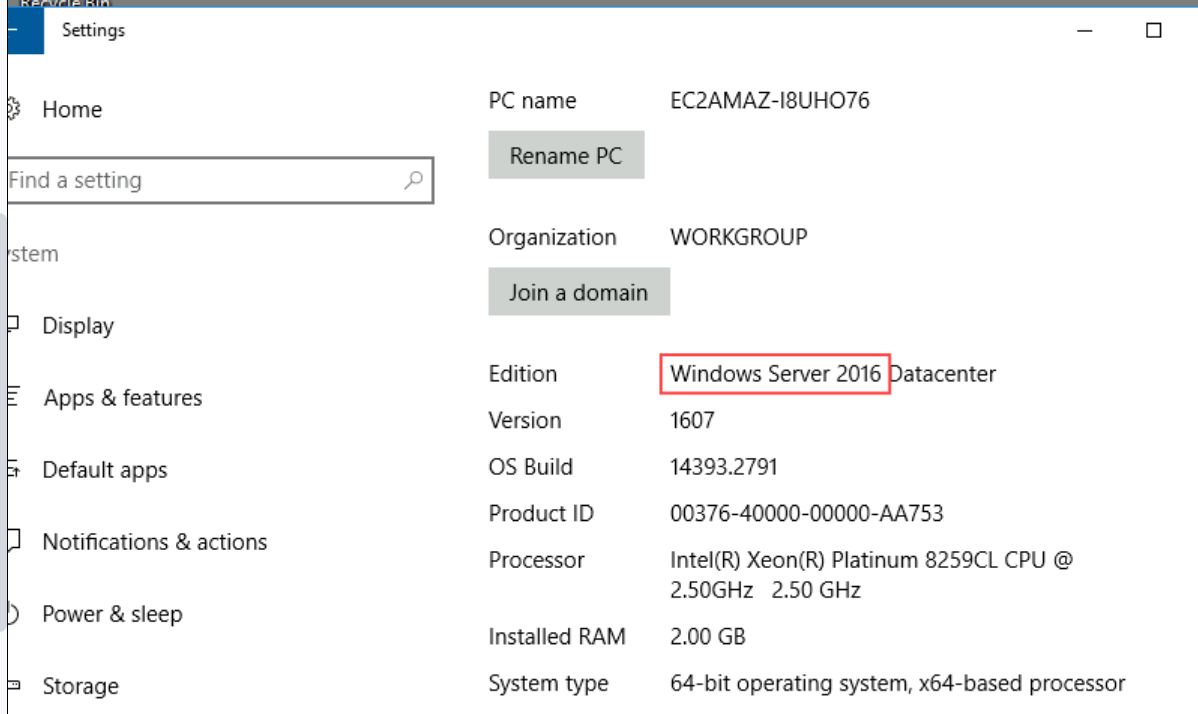 Recycle Bin
Settings
Home
Find a setting
ystem
Display
Apps & features
Default apps
Notifications & actions
Power & sleep
Storage
PC name EC2AMAZ-I8UHO76
Rename PC
Organization WORKGROUP
Join a domain
Edition Windows Server 2016 Datacenter
Version 1607
OS Build 14393.2791
Product ID 00376-40000-00000-AA753
Processor Intel(R) Xeon(R) Platinum 8259CL CPU @
2.50GHz 2.50 GHz
Installed RAM 2.00 GB
System type 64-bit operating system, x64-based processor